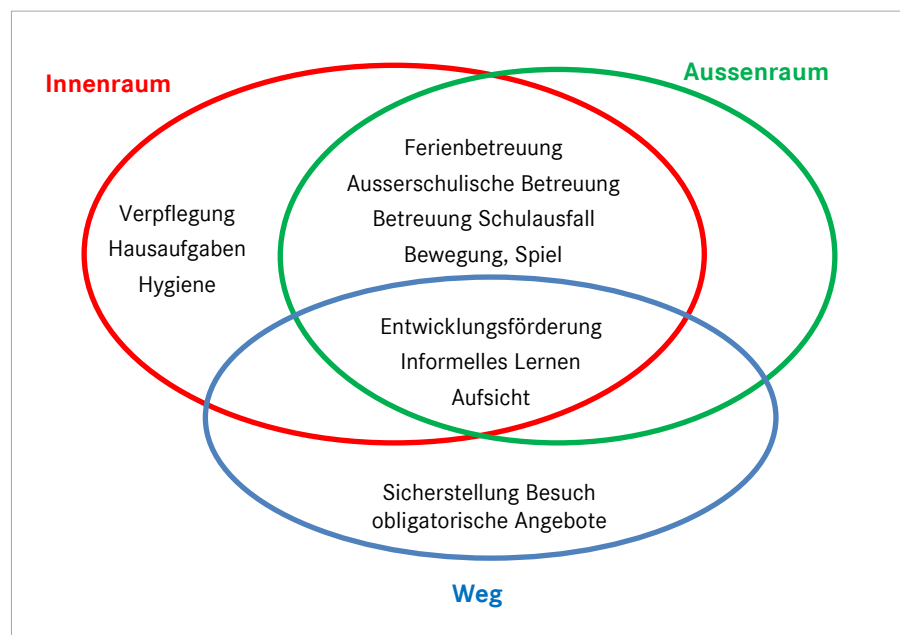 Innenraum
Aussenraum
Ferienbetreuung
Ausserschulische Betreuung
Betreuung Schulausfall
Bewegung, Spiel
Verpflegung
Hausaufgaben
Hygiene
Entwicklungsförderung
Informelles Lernen
Aufsicht
Sicherstellung Besuch
obligatorische Angebote
Weg